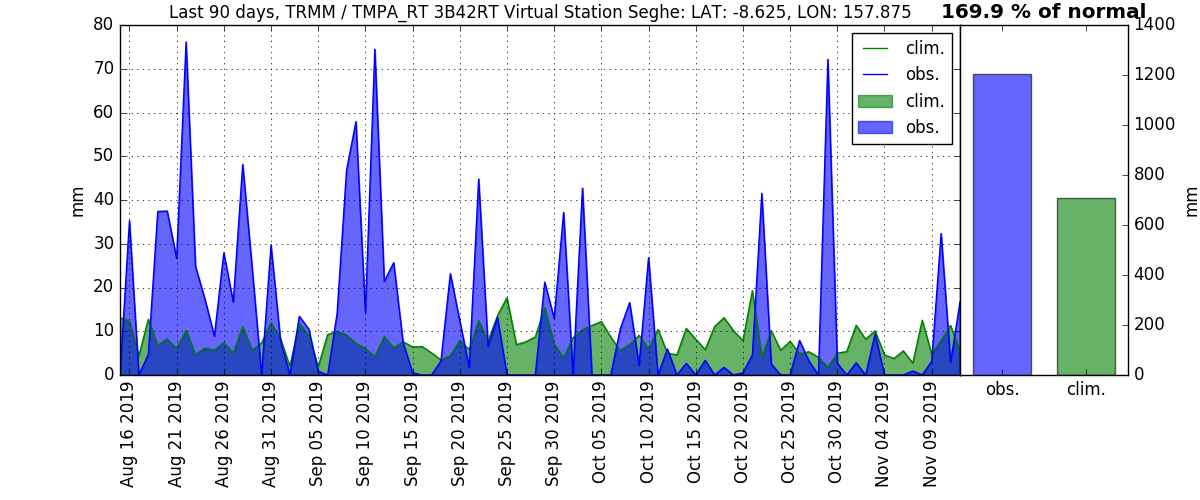 Last 90 days, TRMM / TMPA_RT 3B42RT Virtual Station Seghe: LAT: -8.625, LON: 157.875
169.9 % of normal
80
70
60
50
40
30
20
10
0
mm
clim.
obs.
clim.
obs.
1400
1200
1000
800
600
400
200
0
mm
Aug 16 2019
Aug 21 2019
Aug 26 2019
Aug 31 2019
Sep 05 2019
Sep 10 2019
Sep 15 2019
Sep 20 2019
Sep 25 2019
Sep 30 2019
Oct 05 2019
Oct 10 2019
Oct 15 2019
Oct 20 2019
Oct 25 2019
Oct 30 2019
Nov 04 2019
Nov 09 2019
obs.
clim.